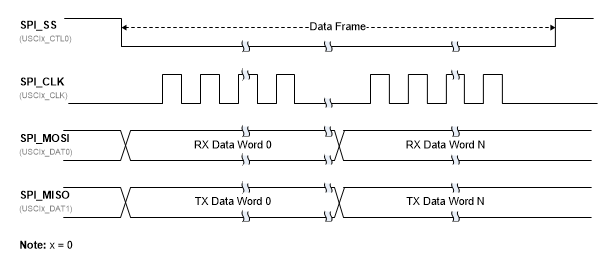 SPI_SS
(USCIx_CTL0)
Data Frame
SPI_CLK
(USCIx_CLK)
SPI_MOSI
(USCIx_DAT0)
RX Data Word 0
RX Data Word N
SPI_MISO
(USCIx_DAT1)
TX Data Word 0
TX Data Word N
Note: x = 0